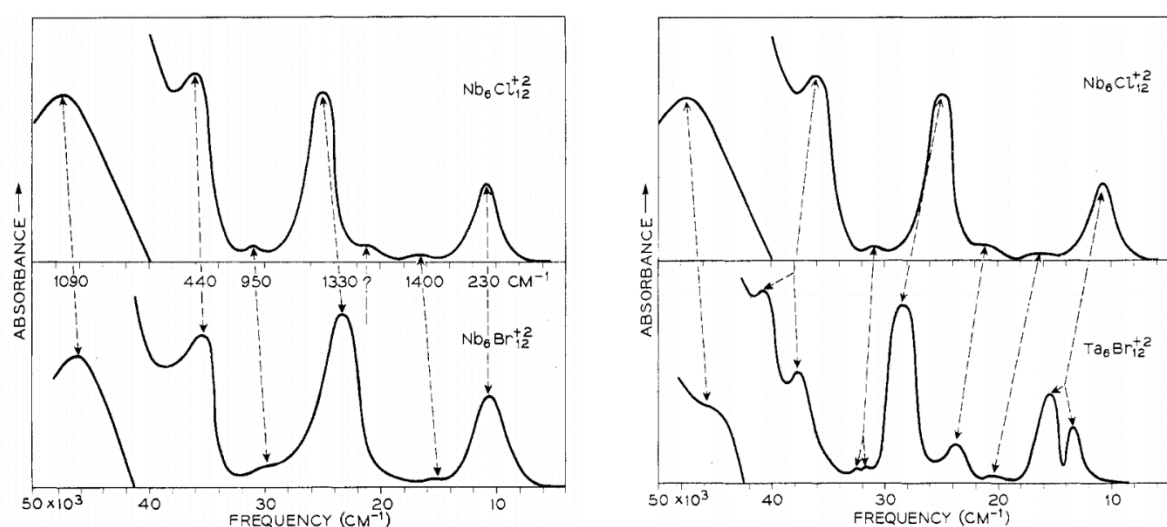 ABSORBANCE →
Nb₆Cl₁₂⁺²
1090 440 950 1330 ? 1400 230 CM⁻¹
Nb₆Br₁₂⁺²
50 ×10³ 40 30 20 10
FREQUENCY (CM⁻¹)
ABSORBANCE →
Nb₆Cl₁₂⁺²
Ta₆Br₁₂⁺²
50 ×10³ 40 30 20 10
FREQUENCY (CM⁻¹)